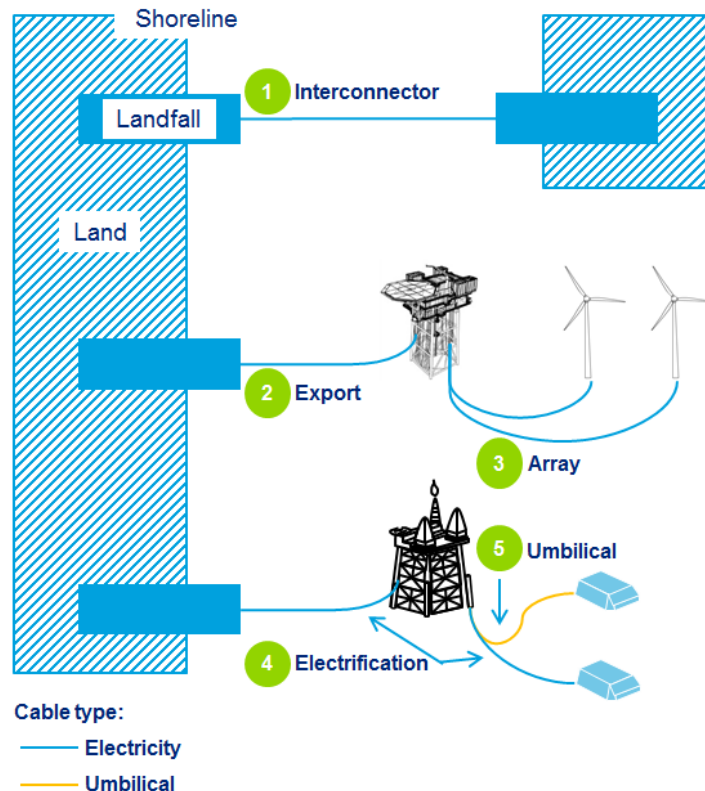 Shoreline
1 Interconnector
Landfall
Land
2 Export
3 Array
5 Umbilical
4 Electrification
Cable type:
Electricity
Umbilical